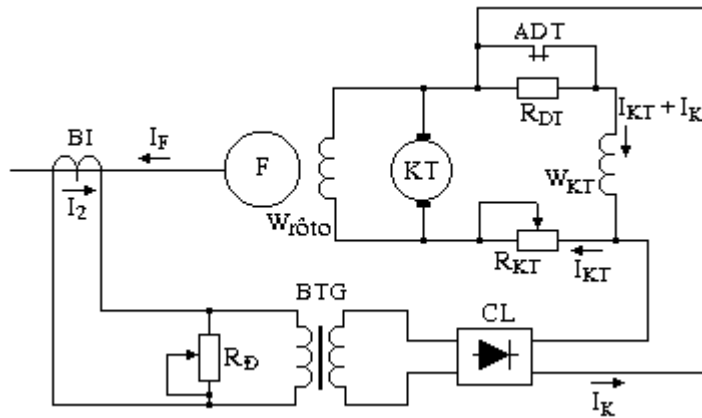 ADT
R_DT
I_KT + I_K
BI
I_F
F
KT
W_KT
I_2
W_rôto
R_KT
I_KT
BTG
CL
R_Đ
I_K